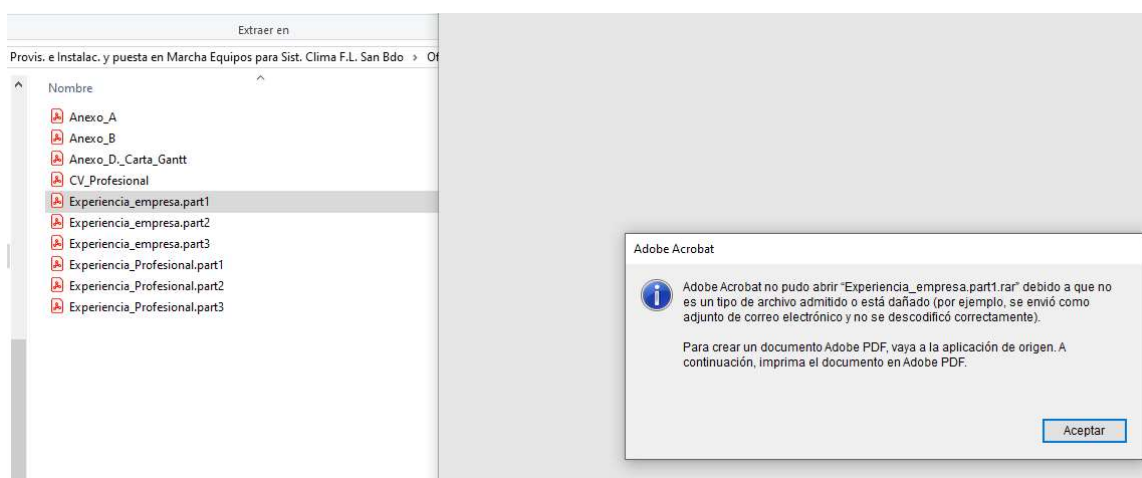 Extraer en
Provis. e Instalac. y puesta en Marcha Equipos para Sist. Clima F.L. San Bdo > Of
Nombre
Anexo_A
Anexo_B
Anexo_D._Carta_Gantt
CV_Profesional
Experiencia_empresa.part1
Experiencia_empresa.part2
Experiencia_empresa.part3
Experiencia_Profesional.part1
Experiencia_Profesional.part2
Experiencia_Profesional.part3
Adobe Acrobat
Adobe Acrobat no pudo abrir "Experiencia_empresa.part1.rar" debido a que no
es un tipo de archivo admitido o está dañado (por ejemplo, se envió como
adjunto de correo electrónico y no se descodificó correctamente).
Para crear un documento Adobe PDF, vaya a la aplicación de origen. A
continuación, imprima el documento en Adobe PDF.
Aceptar